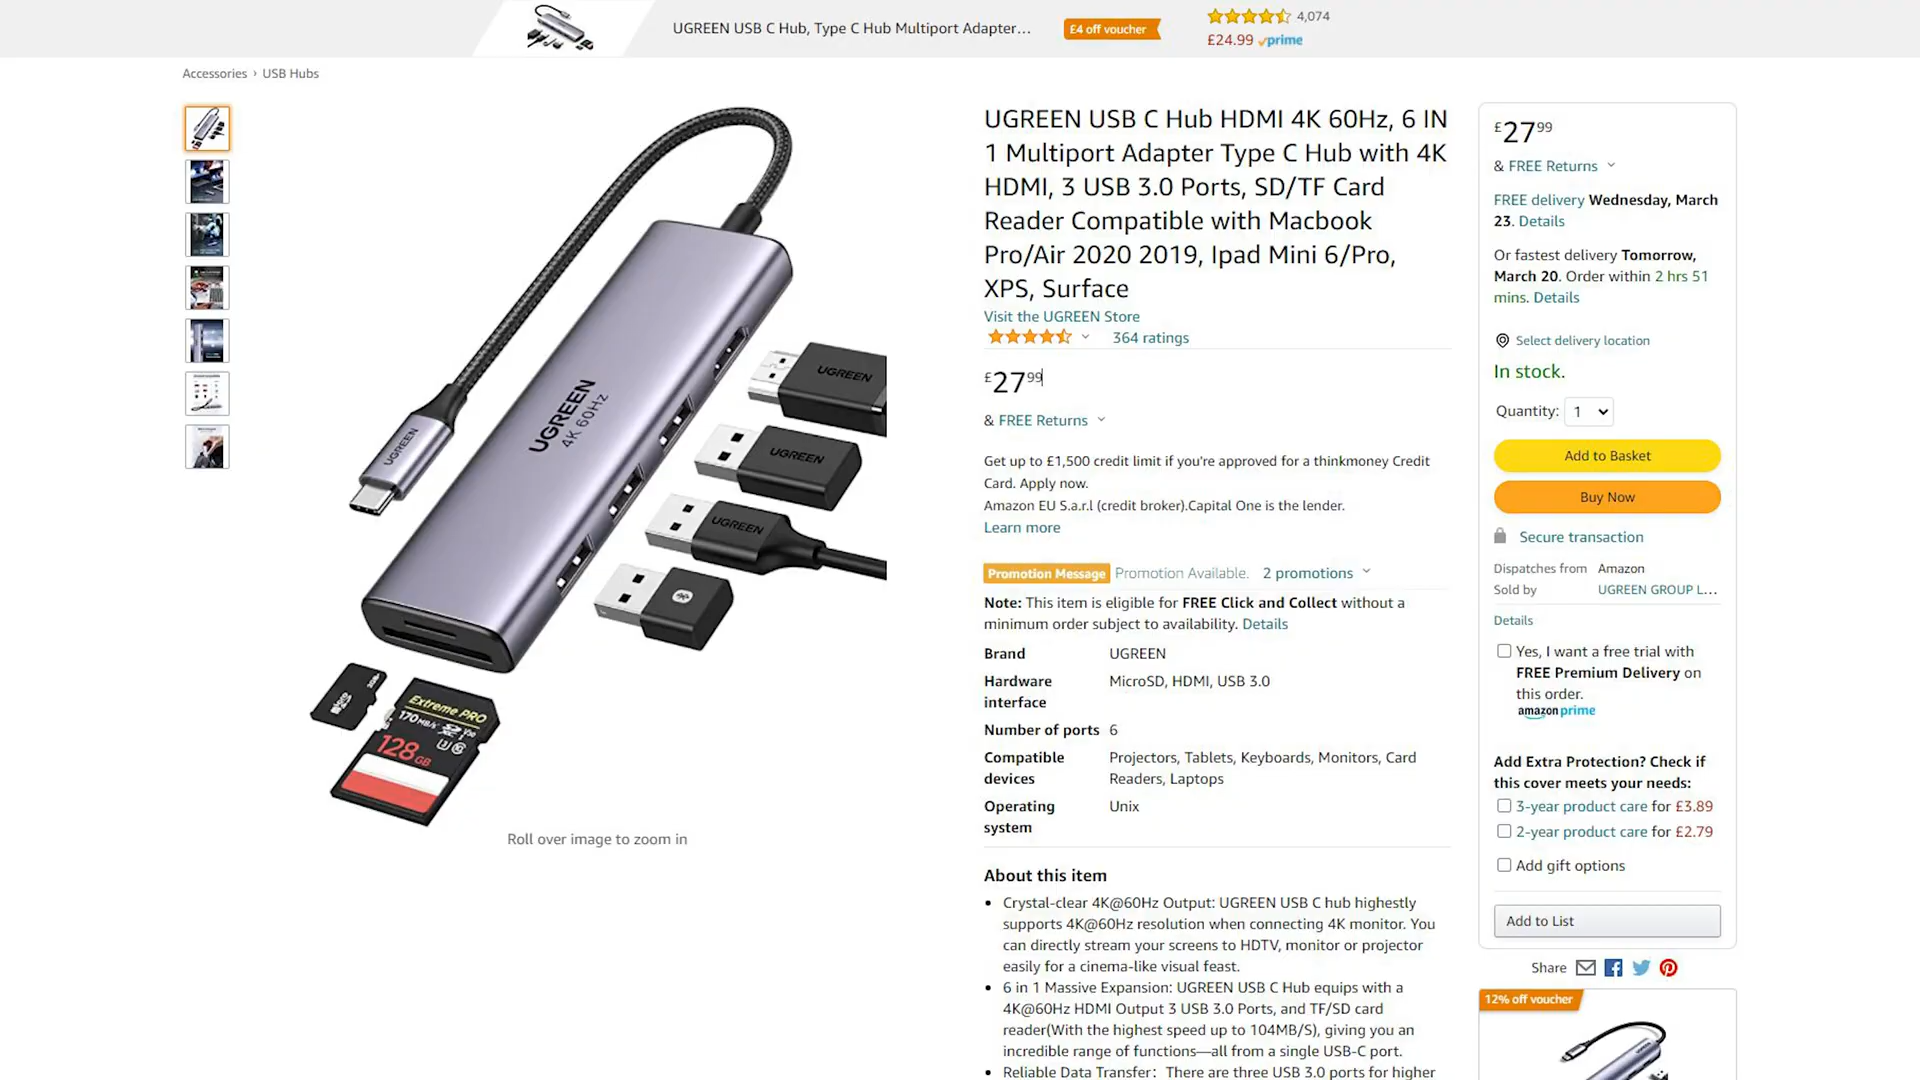 UGREEN USB C Hub, Type C Hub Multiport Adapter…
£4 off voucher
4,074
£24.99 prime
Accessories › USB Hubs
UGREEN
4K 60Hz
UGREEN
UGREEN
UGREEN
UGREEN
Extreme PRO
170 MB/s
128 GB
Roll over image to zoom in
UGREEN USB C Hub HDMI 4K 60Hz, 6 IN
1 Multiport Adapter Type C Hub with 4K
HDMI, 3 USB 3.0 Ports, SD/TF Card
Reader Compatible with Macbook
Pro/Air 2020 2019, Ipad Mini 6/Pro,
XPS, Surface
Visit the UGREEN Store
364 ratings
£27 99
& FREE Returns
Get up to £1,500 credit limit if you're approved for a thinkmoney Credit
Card. Apply now.
Amazon EU S.a.r.l (credit broker).Capital One is the lender.
Learn more
Promotion Message Promotion Available. 2 promotions
Note: This item is eligible for FREE Click and Collect without a
minimum order subject to availability. Details
Brand UGREEN
Hardware MicroSD, HDMI, USB 3.0
interface
Number of ports 6
Compatible Projectors, Tablets, Keyboards, Monitors, Card
devices Readers, Laptops
Operating Unix
system
About this item
• Crystal-clear 4K@60Hz Output: UGREEN USB C hub highestly
supports 4K@60Hz resolution when connecting 4K monitor. You
can directly stream your screens to HDTV, monitor or projector
easily for a cinema-like visual feast.
• 6 in 1 Massive Expansion: UGREEN USB C Hub equips with a
4K@60Hz HDMI Output 3 USB 3.0 Ports, and TF/SD card
reader(With the highest speed up to 104MB/S), giving you an
incredible range of functions—all from a single USB-C port.
• Reliable Data Transfer：There are three USB 3.0 ports for higher
£27 99
& FREE Returns
FREE delivery Wednesday, March
23. Details
Or fastest delivery Tomorrow,
March 20. Order within 2 hrs 51
mins. Details
Select delivery location
In stock.
Quantity: 1
Add to Basket
Buy Now
Secure transaction
Dispatches from Amazon
Sold by UGREEN GROUP L…
Details
Yes, I want a free trial with
FREE Premium Delivery on
this order.
amazon prime
Add Extra Protection? Check if
this cover meets your needs:
3-year product care for £3.89
2-year product care for £2.79
Add gift options
Add to List
Share
12% off voucher